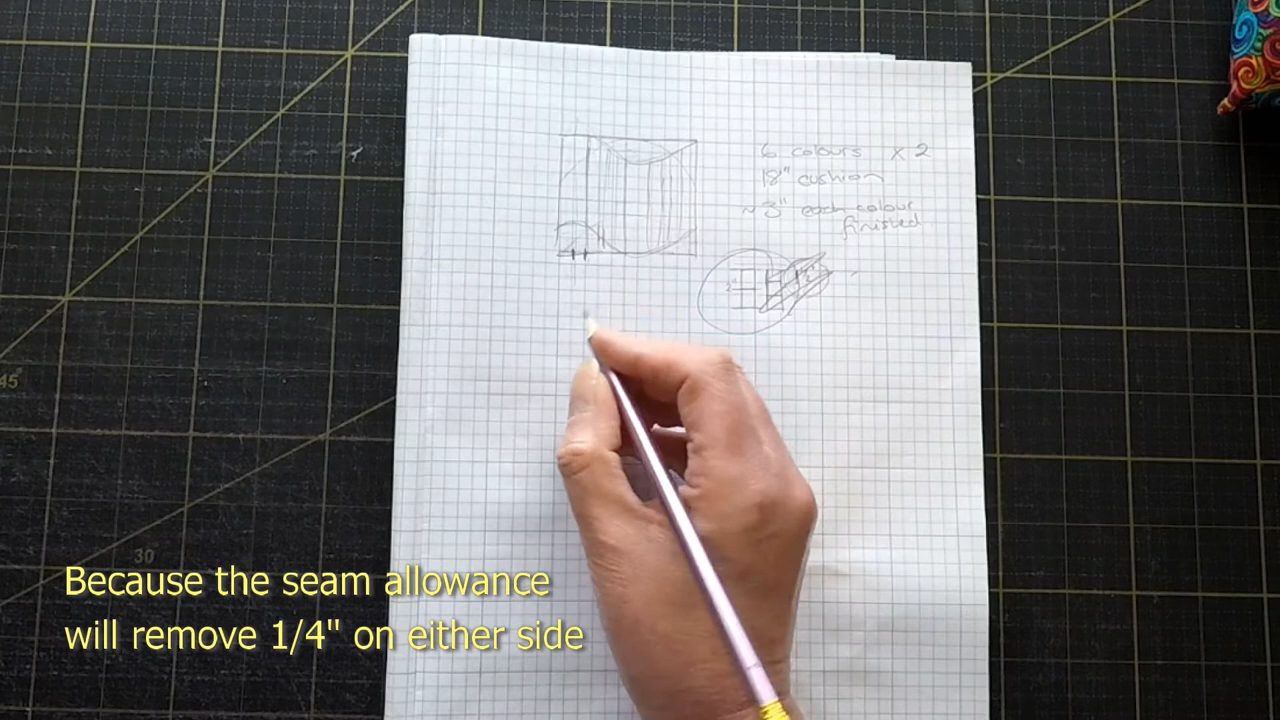 6 colours x 2
18" cushion
~3" each colour
finished
2"
45°
30
Because the seam allowance
will remove 1/4" on either side